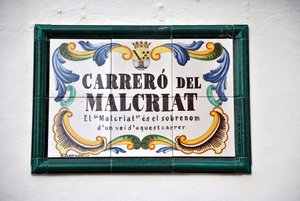 CARRERÓ DEL
MALCRIAT
El "Malcriat" és el sobrenom
d'un veí d'aquest carrer